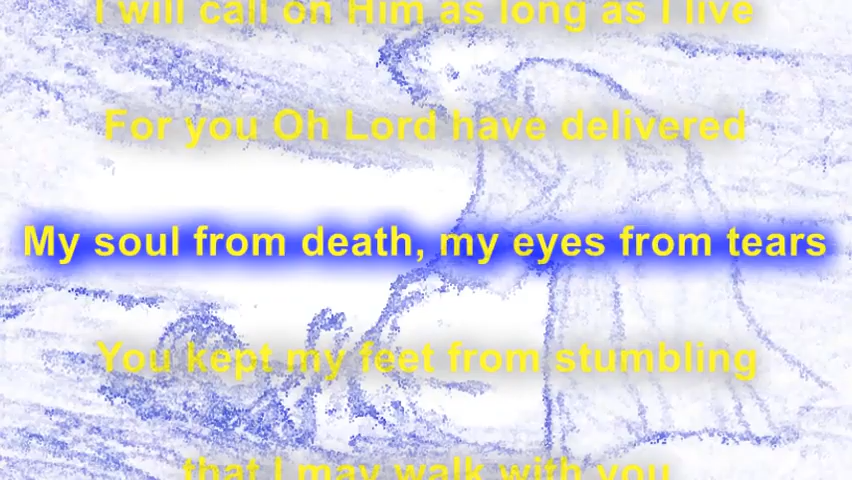 I will call on Him as long as I live
For you Oh Lord have delivered
My soul from death, my eyes from tears
You kept my feet from stumbling
that I may walk with you